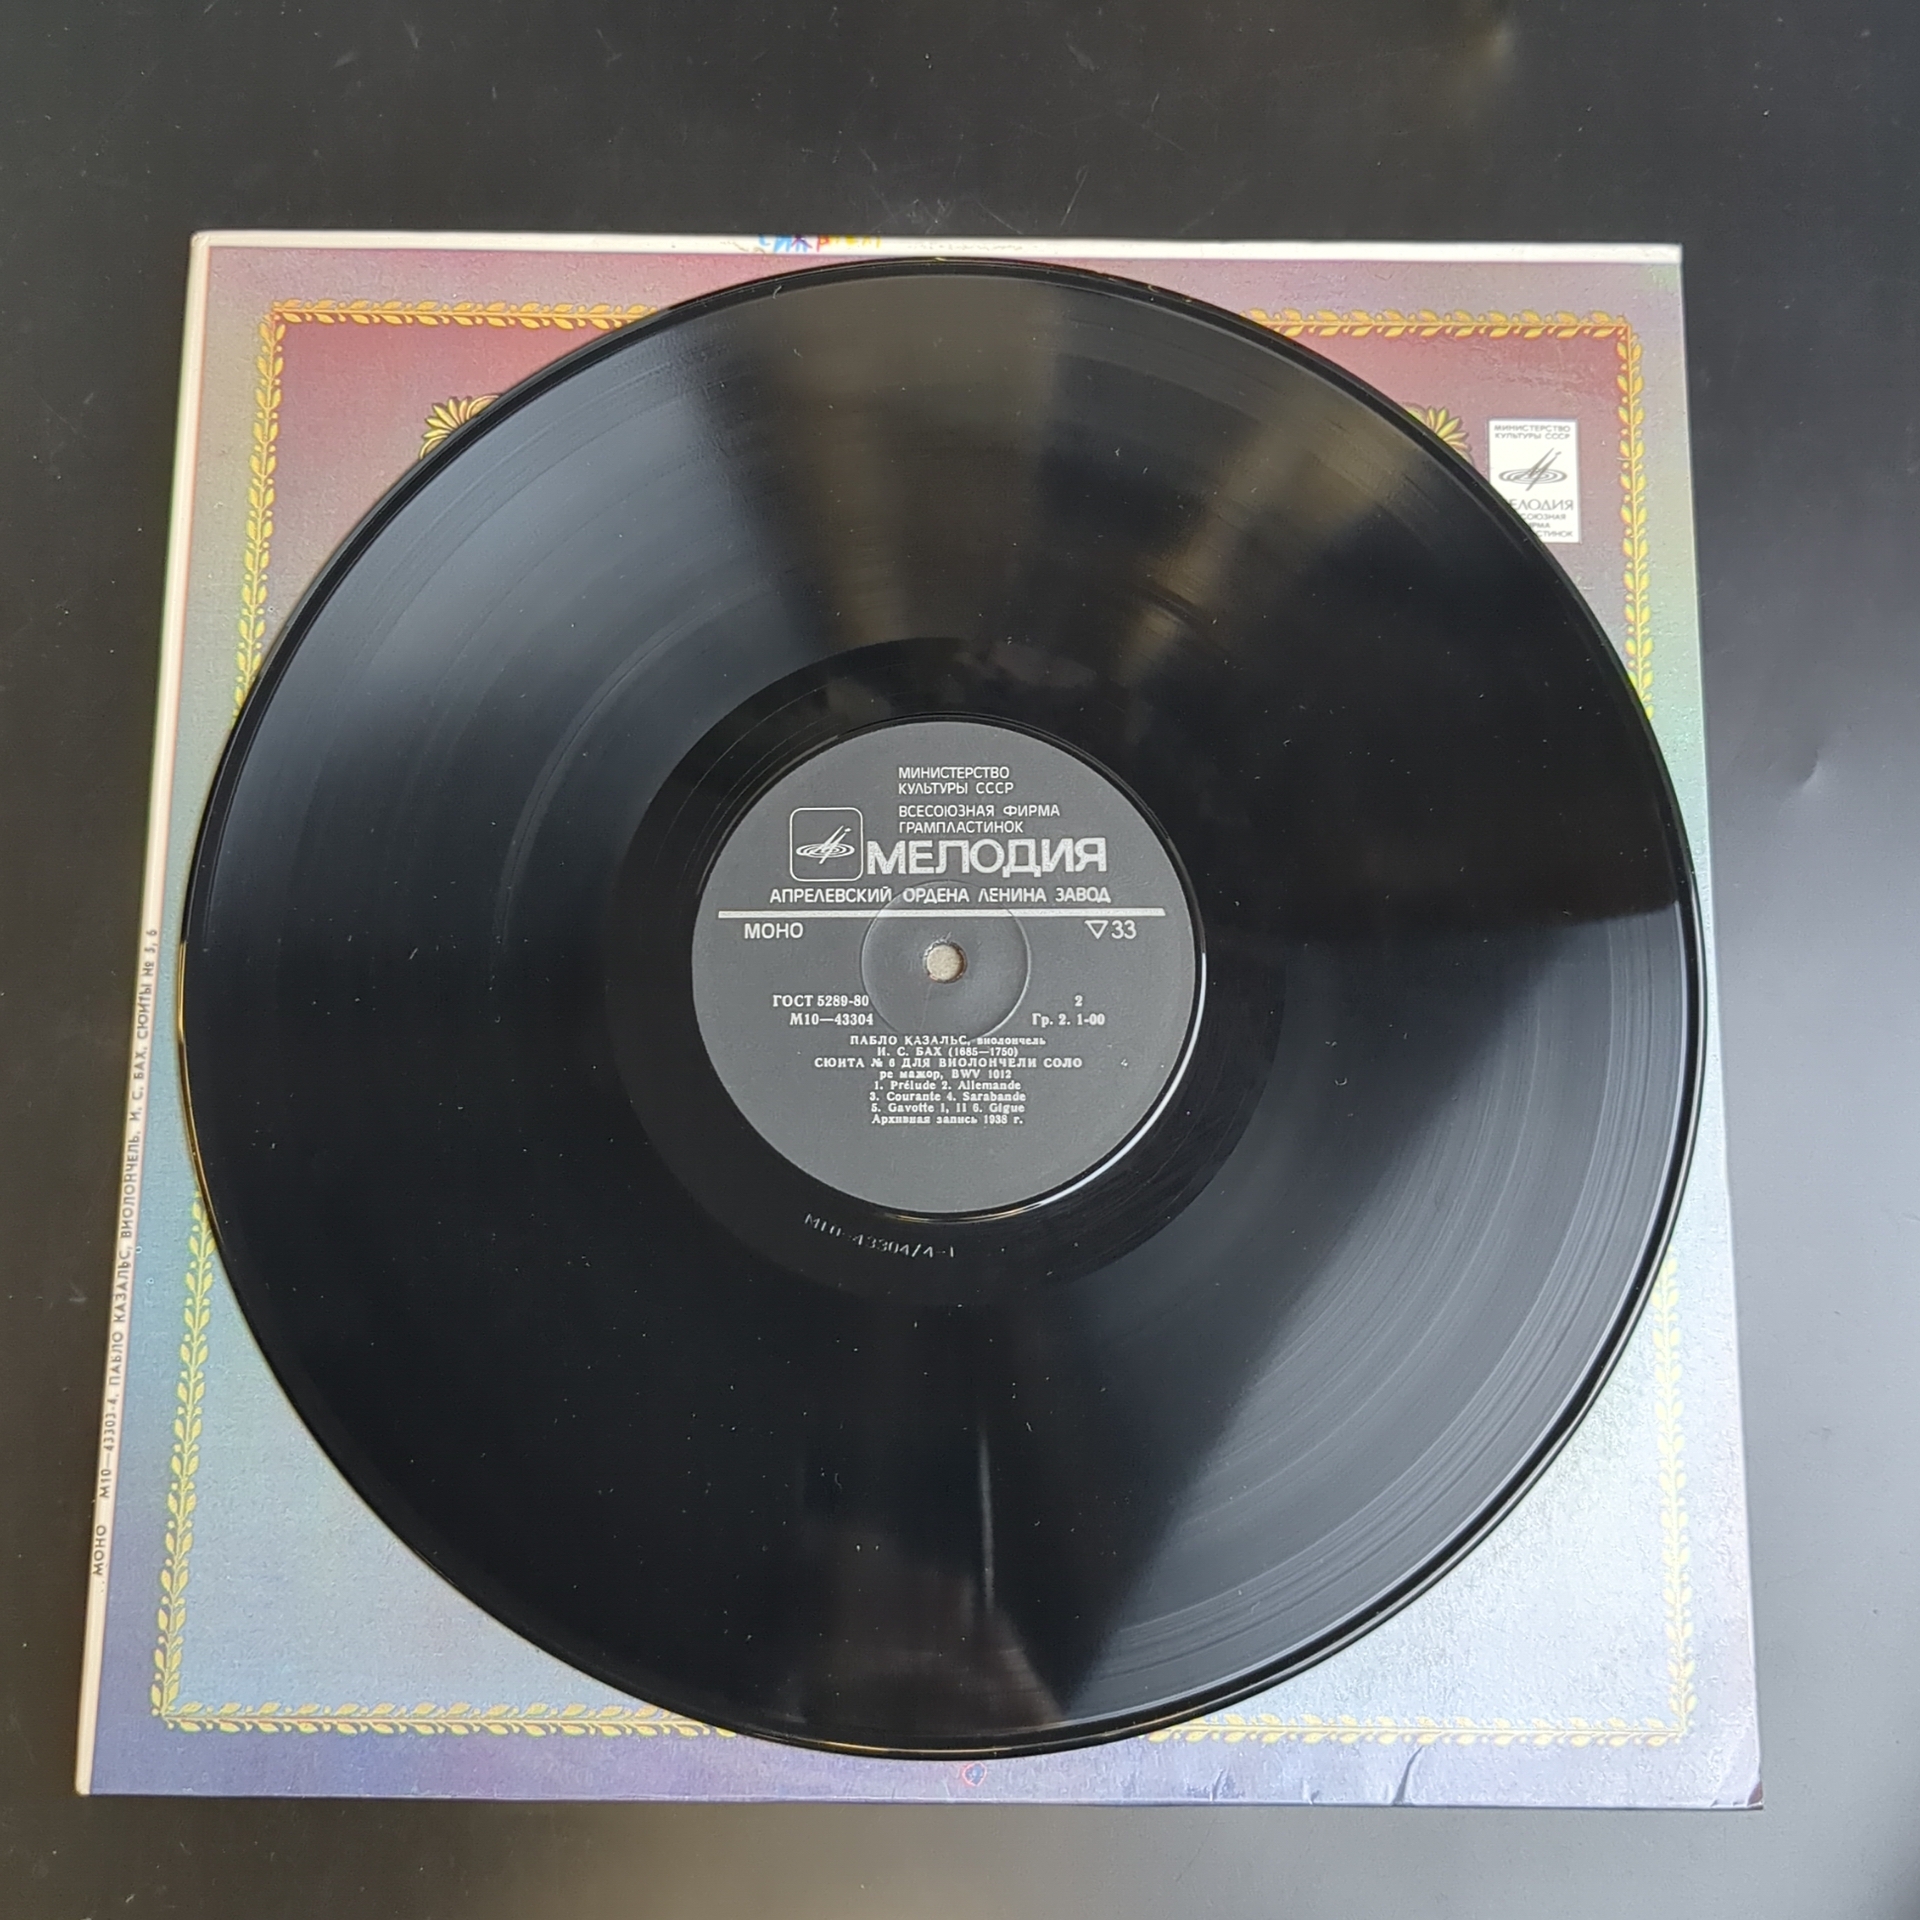 МИНИСТЕРСТВО
КУЛЬТУРЫ СССР
МЕЛОДИЯ
МИНИСТЕРСТВО
КУЛЬТУРЫ СССР
ВСЕСОЮЗНАЯ ФИРМА
ГРАМПЛАСТИНОК
МЕЛОДИЯ
АПРЕЛЕВСКИЙ ОРДЕНА ЛЕНИНА ЗАВОД
МОНО ▽33
ГОСТ 5289-80 2
М10—43304 Гр. 2. 1-00
ПАБЛО КАЗАЛЬС, виолончель
И. С. БАХ (1685—1750)
СЮИТА № 6 ДЛЯ ВИОЛОНЧЕЛИ СОЛО
ре мажор, BWV 1012
1. Prélude 2. Allemande
3. Courante 4. Sarabande
5. Gavotte I, II 6. Gigue
Архивная запись 1938 г.
М10-43304/4-1
МОНО М10—43303-4. ПАБЛО КАЗАЛЬС, ВИОЛОНЧЕЛЬ. И. С. БАХ. СЮИТЫ № 5, 6